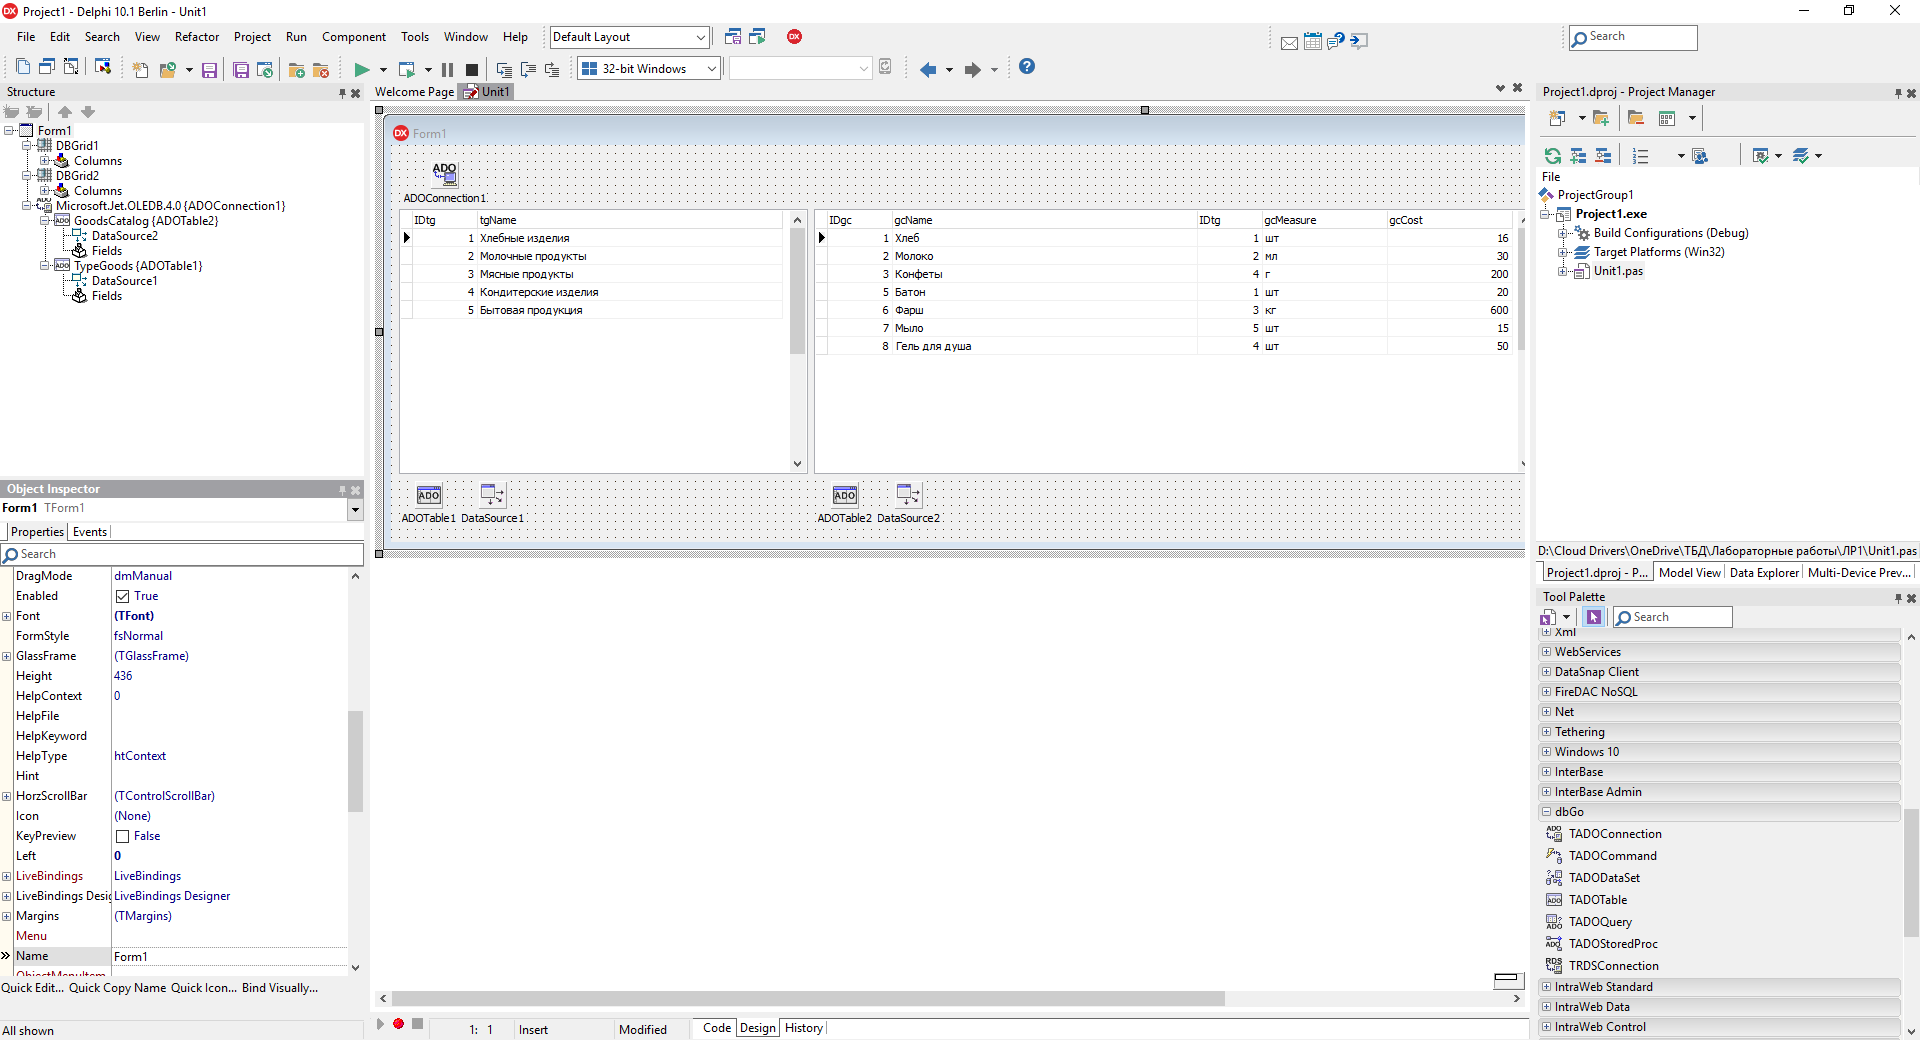 Project1 - Delphi 10.1 Berlin - Unit1
File Edit Search View Refactor Project Run Component Tools Window Help Default Layout
Search
32-bit Windows
Structure
Form1
DBGrid1
Columns
DBGrid2
Columns
Microsoft.Jet.OLEDB.4.0 {ADOConnection1}
GoodsCatalog {ADOTable2}
DataSource2
Fields
TypeGoods {ADOTable1}
DataSource1
Fields
Object Inspector
Form1 TForm1
Properties Events
Search
DragMode dmManual
Enabled True
Font (TFont)
FormStyle fsNormal
GlassFrame (TGlassFrame)
Height 436
HelpContext 0
HelpFile
HelpKeyword
HelpType htContext
Hint
HorzScrollBar (TControlScrollBar)
Icon (None)
KeyPreview False
Left 0
LiveBindings LiveBindings
LiveBindings Desig LiveBindings Designer
Margins (TMargins)
Menu
Name Form1
ObjectMenuItem
Quick Edit... Quick Copy Name Quick Icon... Bind Visually...
All shown
Welcome Page Unit1
Form1
ADO
ADOConnection1
IDtg tgName
1 Хлебные изделия
2 Молочные продукты
3 Мясные продукты
4 Кондитерские изделия
5 Бытовая продукция
IDgc gcName IDtg gcMeasure gcCost
1 Хлеб 1 шт 16
2 Молоко 2 мл 30
3 Конфеты 4 г 200
5 Батон 1 шт 20
6 Фарш 3 кг 600
7 Мыло 5 шт 15
8 Гель для душа 4 шт 50
ADO ADO
ADOTable1 DataSource1 ADOTable2 DataSource2
1: 1 Insert Modified Code Design History
Project1.dproj - Project Manager
File
ProjectGroup1
Project1.exe
Build Configurations (Debug)
Target Platforms (Win32)
Unit1.pas
D:\Cloud Drivers\OneDrive\ТБД\Лабораторные работы\ЛР1\Unit1.pas
Project1.dproj - P... Model View Data Explorer Multi-Device Prev...
Tool Palette
Search
Xml
WebServices
DataSnap Client
FireDAC NoSQL
Net
Tethering
Windows 10
InterBase
InterBase Admin
dbGo
TADOConnection
TADOCommand
TADODataSet
TADOTable
TADOQuery
TADOStoredProc
TRDSConnection
IntraWeb Standard
IntraWeb Data
IntraWeb Control